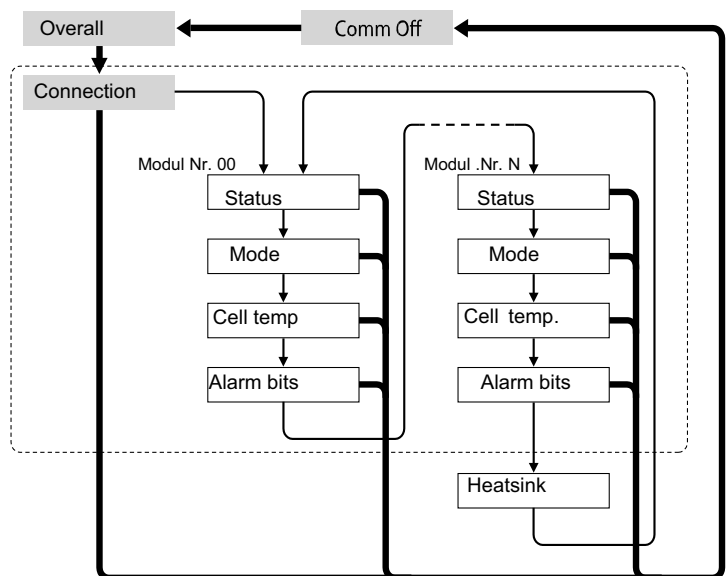 Overall
Comm Off
Connection
Modul Nr. 00
Status
Mode
Cell temp
Alarm bits
Modul .Nr. N
Status
Mode
Cell temp.
Alarm bits
Heatsink